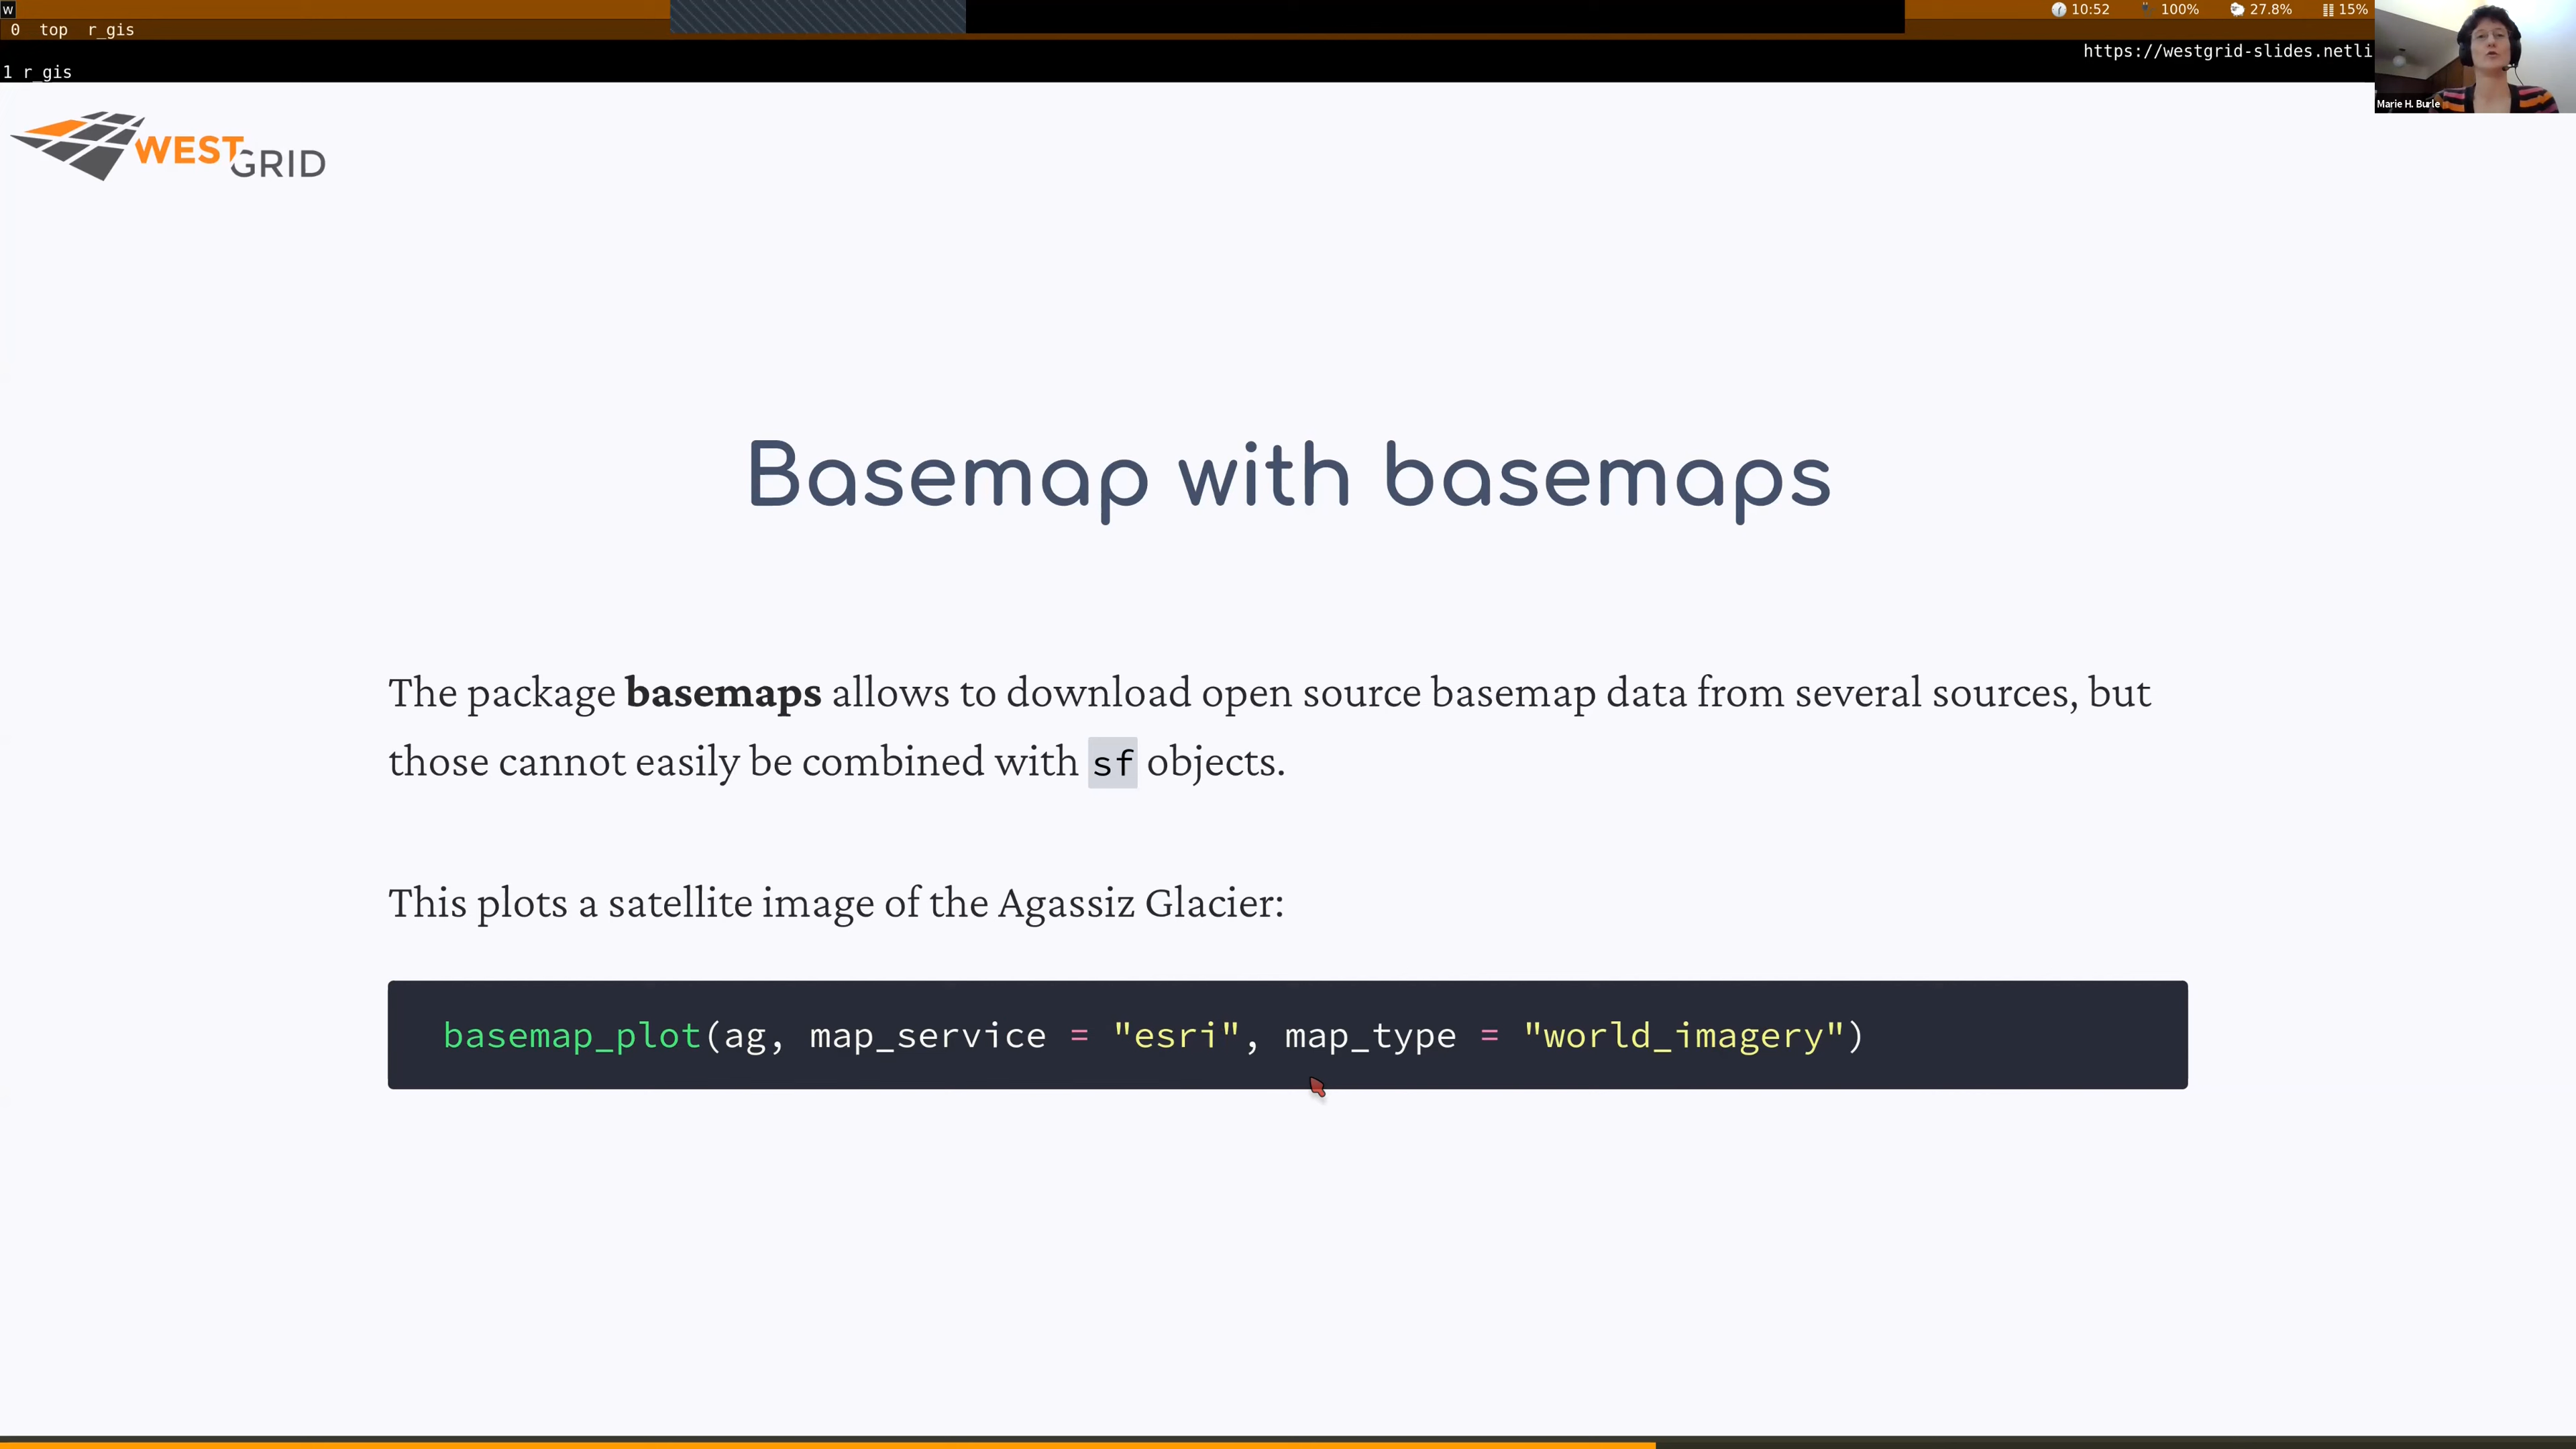 w
10:52 100% 27.8% 15%
0 top r_gis
https://westgrid-slides.netli
1 r_gis
Marie H. Burle
WESTGRID
Basemap with basemaps
The package basemaps allows to download open source basemap data from several sources, but
those cannot easily be combined with sf objects.
This plots a satellite image of the Agassiz Glacier:
basemap_plot(ag, map_service = "esri", map_type = "world_imagery")